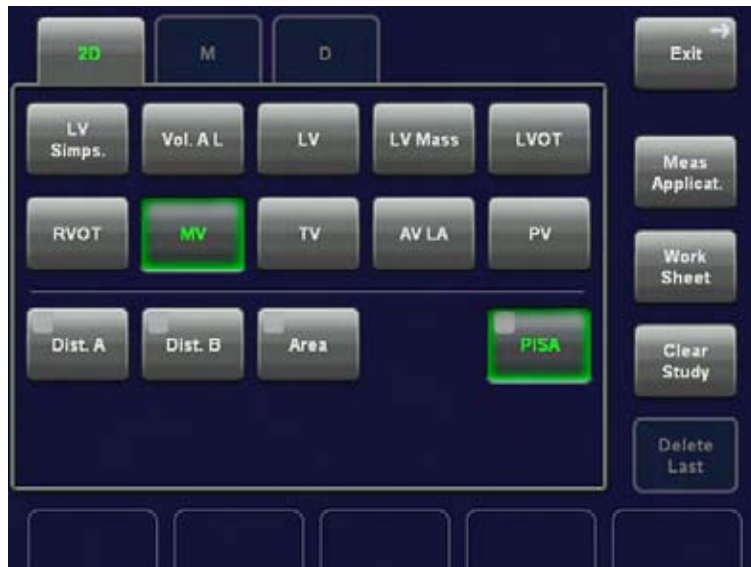 2D
M
D
Exit
LV
Simps.
Vol. A L
LV
LV Mass
LVOT
Meas
Applicat.
RVOT
MV
TV
AV LA
PV
Work
Sheet
Dist. A
Dist. B
Area
PISA
Clear
Study
Delete
Last